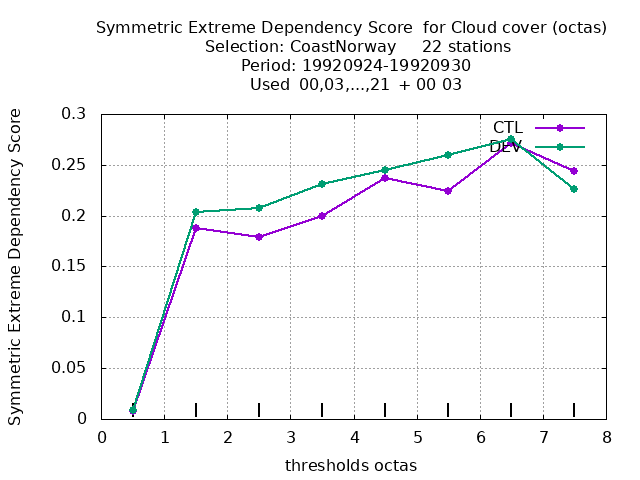 Symmetric Extreme Dependency Score  for Cloud cover (octas)
Selection: CoastNorway     22 stations
Period: 19920924-19920930
Used  00,03,...,21  + 00 03
Symmetric Extreme Dependency Score
0.3
0.25
0.2
0.15
0.1
0.05
0
CTL
DEV
0 1 2 3 4 5 6 7 8
thresholds octas